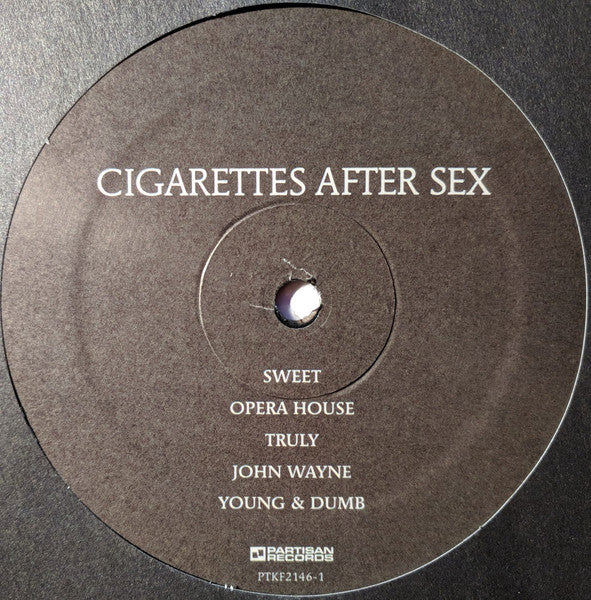 CIGARETTES AFTER SEX
SWEET
OPERA HOUSE
TRULY
JOHN WAYNE
YOUNG & DUMB
PARTISAN
RECORDS
PTKF2146-1